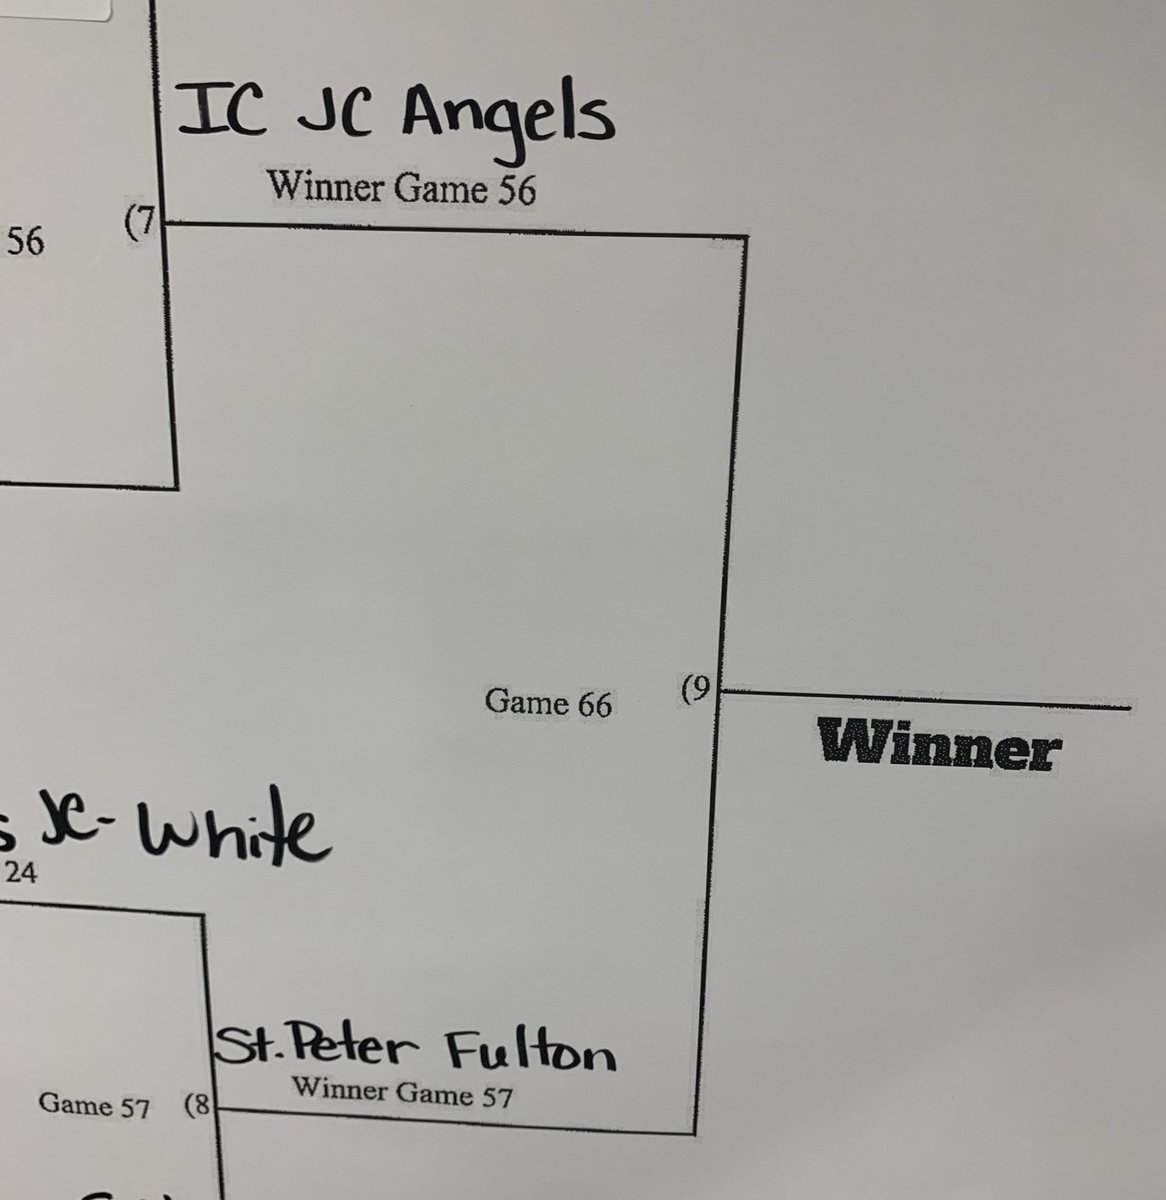 IC JC Angels
Winner Game 56
56 (7
Game 66 (9
Winner
JC- White
24
St. Peter Fulton
Winner Game 57
Game 57 (8